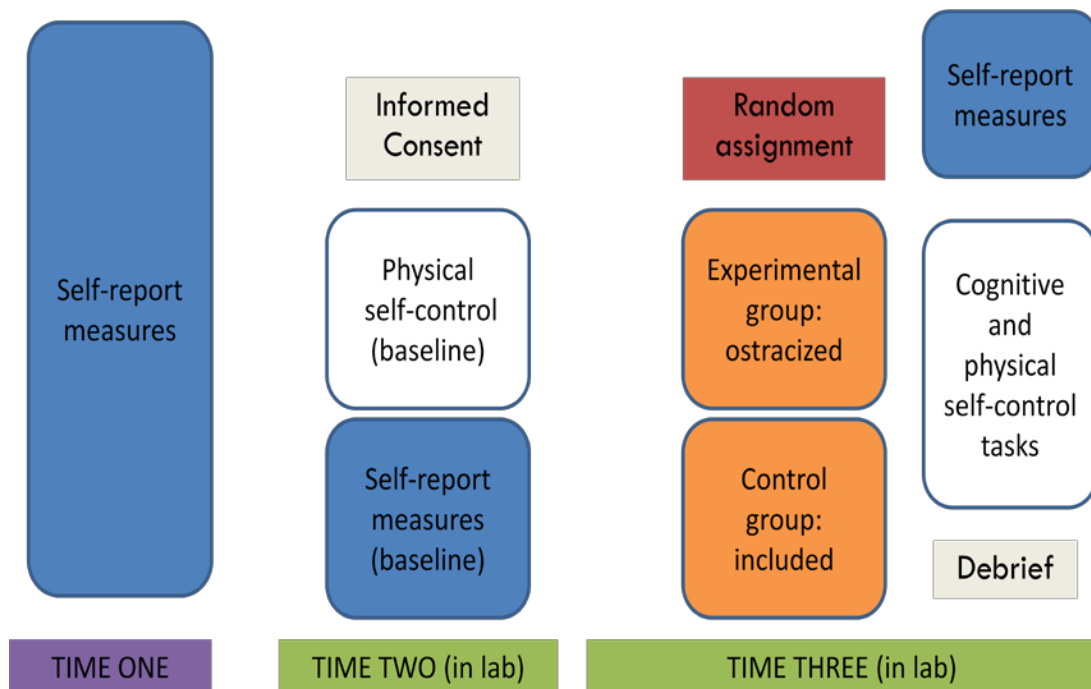 Self-report
measures
TIME ONE
Informed
Consent
Physical
self-control
(baseline)
Self-report
measures
(baseline)
TIME TWO (in lab)
Random
assignment
Experimental
group:
ostracized
Control
group:
included
Self-report
measures
Cognitive
and
physical
self-control
tasks
Debrief
TIME THREE (in lab)